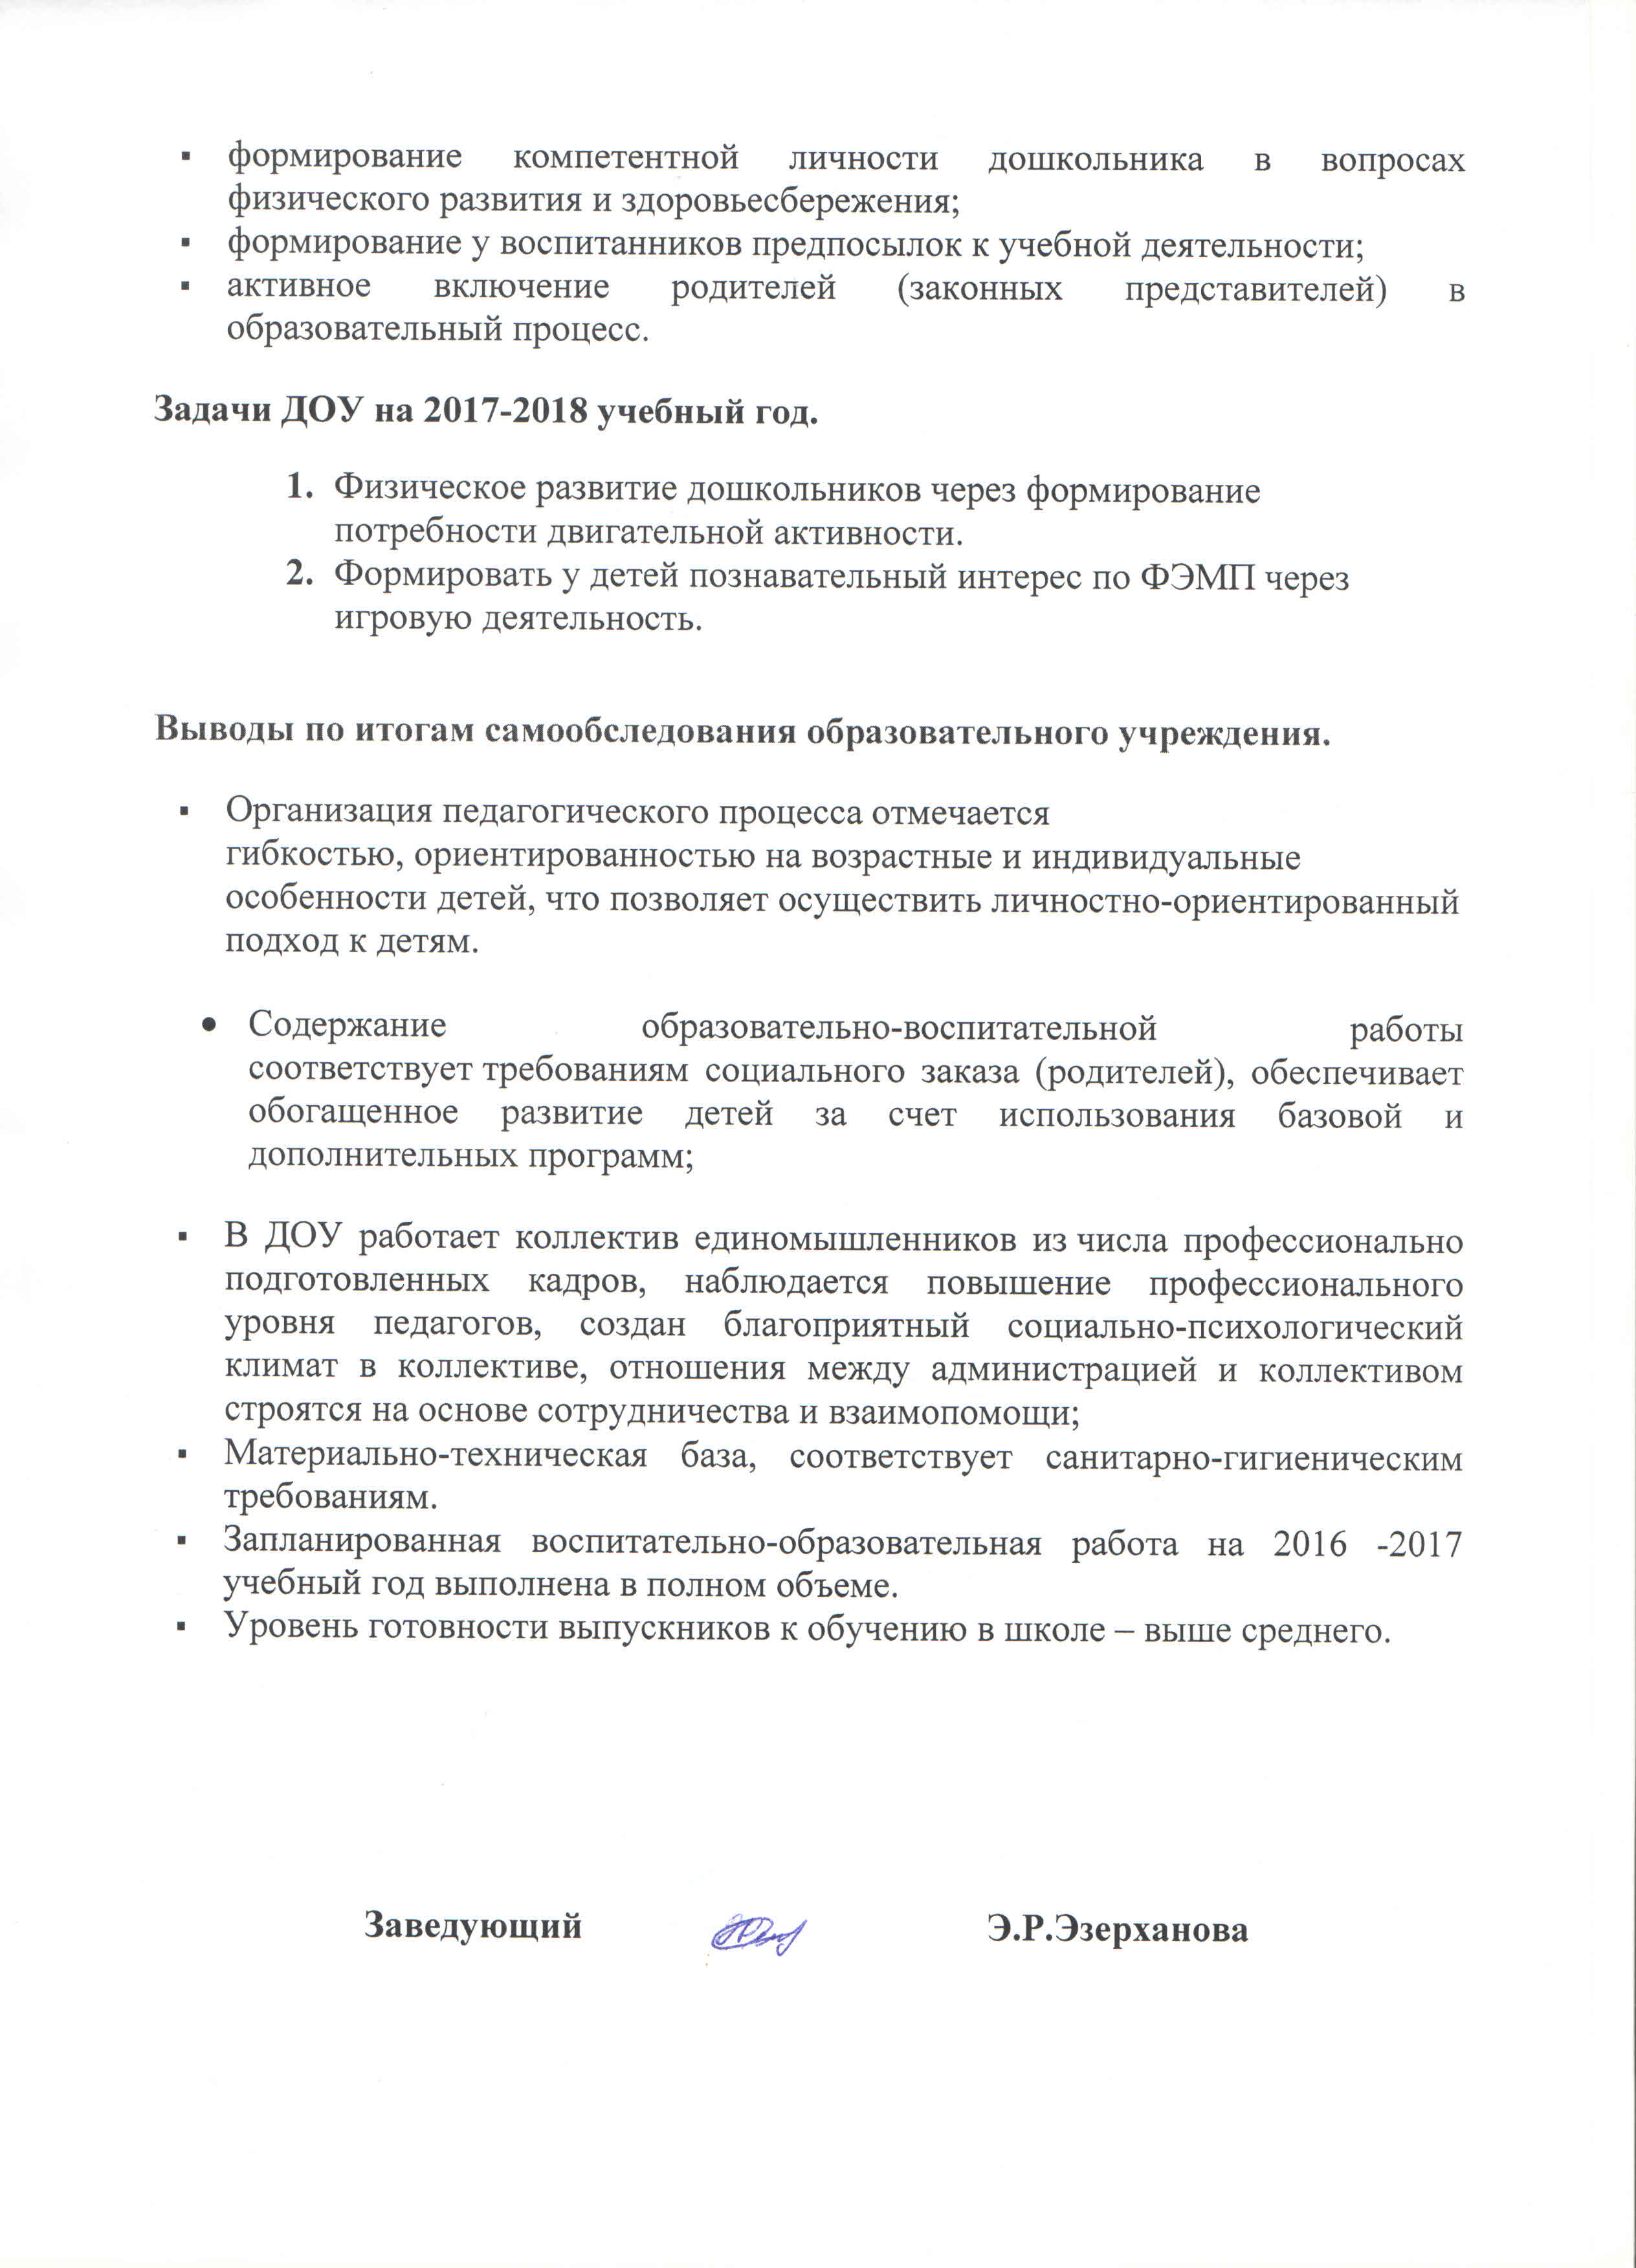 ▪ формирование компетентной личности дошкольника в вопросах
физического развития и здоровьесбережения;
▪ формирование у воспитанников предпосылок к учебной деятельности;
▪ активное включение родителей (законных представителей) в
образовательный процесс.
Задачи ДОУ на 2017-2018 учебный год.
1. Физическое развитие дошкольников через формирование
потребности двигательной активности.
2. Формировать у детей познавательный интерес по ФЭМП через
игровую деятельность.
Выводы по итогам самообследования образовательного учреждения.
▪ Организация педагогического процесса отмечается
гибкостью, ориентированностью на возрастные и индивидуальные
особенности детей, что позволяет осуществить личностно-ориентированный
подход к детям.
• Содержание образовательно-воспитательной работы
соответствует требованиям социального заказа (родителей), обеспечивает
обогащенное развитие детей за счет использования базовой и
дополнительных программ;
▪ В ДОУ работает коллектив единомышленников из числа профессионально
подготовленных кадров, наблюдается повышение профессионального
уровня педагогов, создан благоприятный социально-психологический
климат в коллективе, отношения между администрацией и коллективом
строятся на основе сотрудничества и взаимопомощи;
▪ Материально-техническая база, соответствует санитарно-гигиеническим
требованиям.
▪ Запланированная воспитательно-образовательная работа на 2016 -2017
учебный год выполнена в полном объеме.
▪ Уровень готовности выпускников к обучению в школе – выше среднего.
Заведующий Э.Р.Эзерханова